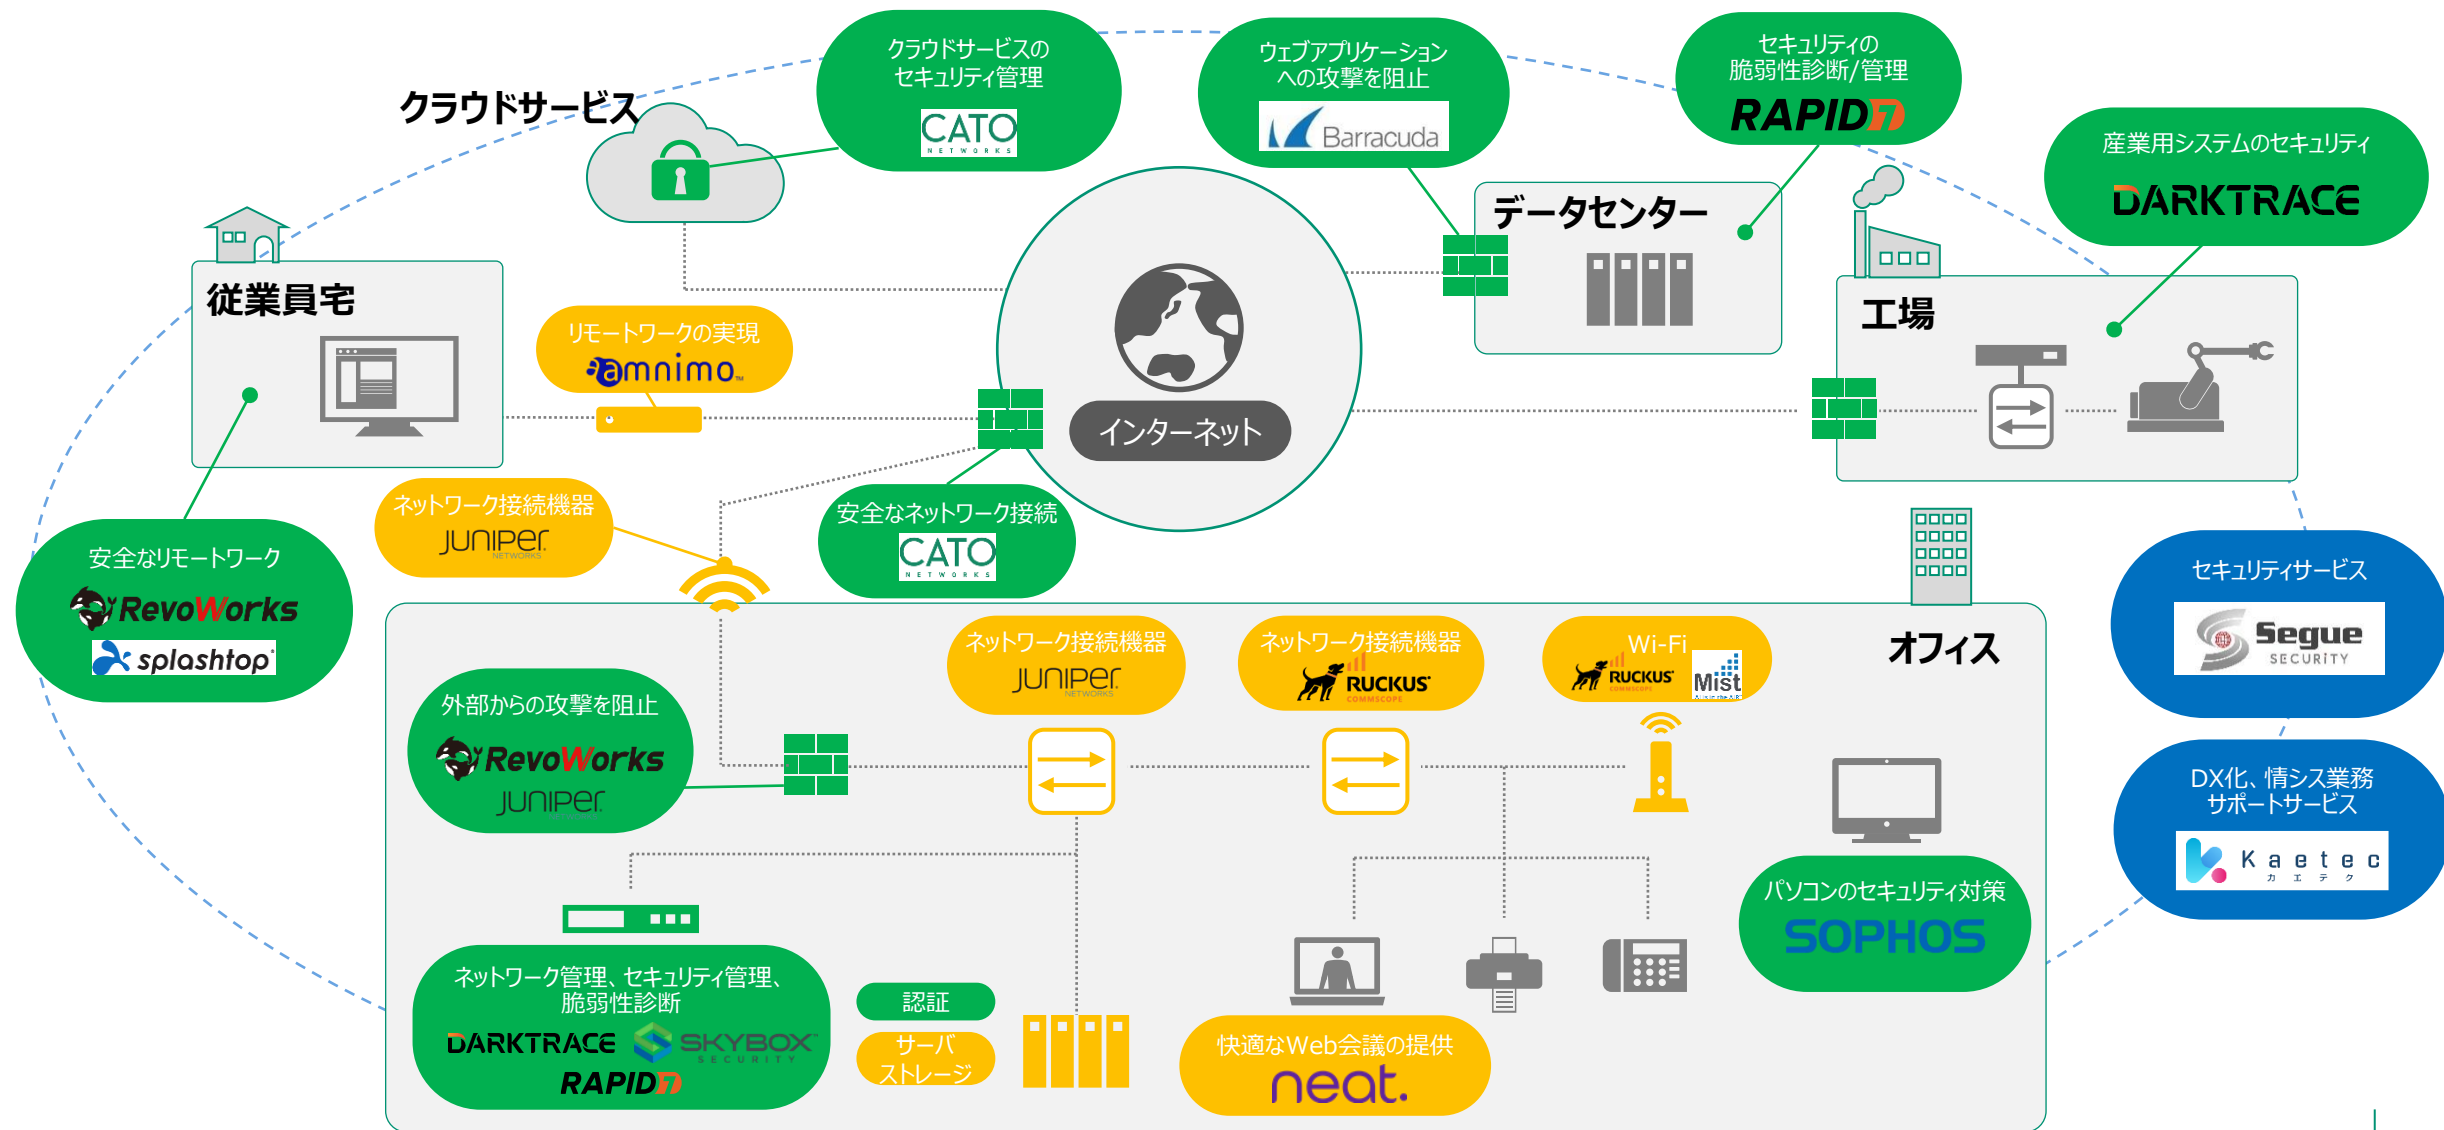 クラウドサービスの
セキュリティ管理
CATO
NETWORKS
ウェブアプリケーション
への攻撃を阻止
Barracuda
セキュリティの
脆弱性診断/管理
RAPID7
産業用システムのセキュリティ
DARKTRACE
クラウドサービス
データセンター
従業員宅
工場
リモートワークの実現
amnimo™
インターネット
ネットワーク接続機器
JUNIPER
NETWORKS
安全なネットワーク接続
CATO
NETWORKS
安全なリモートワーク
RevoWorks
splashtop
セキュリティサービス
Segue
SECURITY
オフィス
ネットワーク接続機器
JUNIPER
NETWORKS
ネットワーク接続機器
RUCKUS
COMMSCOPE
Wi-Fi
RUCKUS
COMMSCOPE
Mist
外部からの攻撃を阻止
RevoWorks
JUNIPER
NETWORKS
DX化、情シス業務
サポートサービス
Kaetec
カエテク
パソコンのセキュリティ対策
SOPHOS
ネットワーク管理、セキュリティ管理、
脆弱性診断
DARKTRACE
SKYBOX™
SECURITY
RAPID7
認証
サーバ
ストレージ
快適なWeb会議の提供
neat.